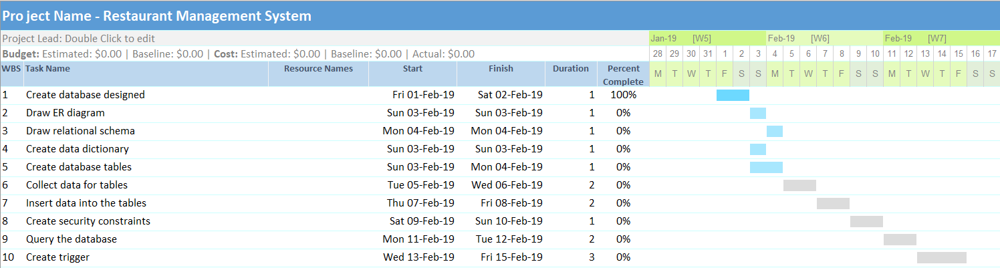 Pro ject Name - Restaurant Management System
Project Lead: Double Click to edit Jan-19 [W5] Feb-19 [W6] Feb-19 [W7]
Budget: Estimated: $0.00 | Baseline: $0.00 | Cost: Estimated: $0.00 | Baseline: $0.00 | Actual: $0.00 28 29 30 31 1 2 3 4 5 6 7 8 9 10 11 12 13 14 15 16 17
WBS Task Name Resource Names Start Finish Duration Percent Complete M T W T F S S M T W T F S S M T W T F S S
1 Create database designed Fri 01-Feb-19 Sat 02-Feb-19 1 100%
2 Draw ER diagram Sun 03-Feb-19 Sun 03-Feb-19 1 0%
3 Draw relational schema Mon 04-Feb-19 Mon 04-Feb-19 1 0%
4 Create data dictionary Sun 03-Feb-19 Sun 03-Feb-19 1 0%
5 Create database tables Sun 03-Feb-19 Mon 04-Feb-19 1 0%
6 Collect data for tables Tue 05-Feb-19 Wed 06-Feb-19 2 0%
7 Insert data into the tables Thu 07-Feb-19 Fri 08-Feb-19 2 0%
8 Create security constraints Sat 09-Feb-19 Sun 10-Feb-19 1 0%
9 Query the database Mon 11-Feb-19 Tue 12-Feb-19 2 0%
10 Create trigger Wed 13-Feb-19 Fri 15-Feb-19 3 0%